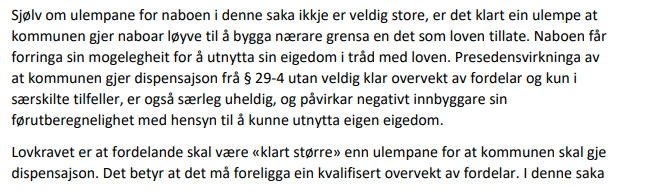 Sjølv om ulempane for naboen i denne saka ikkje er veldig store, er det klart ein ulempe at
kommunen gjer naboar løyve til å bygga nærare grensa en det som loven tillate. Naboen får
forringa sin mogelegheit for å utnytta sin eigedom i tråd med loven. Presedensvirkninga av
at kommunen gjer dispensajson frå § 29-4 utan veldig klar overvekt av fordelar og kun i
særskilte tilfeller, er også særleg uheldig, og påvirkar negativt innbyggare sin
førutberegnelighet med hensyn til å kunne utnytta eigen eigedom.
Lovkravet er at fordelande skal være «klart større» enn ulempane for at kommunen skal gje
dispensajson. Det betyr at det må foreligga ein kvalifisert overvekt av fordelar. I denne saka